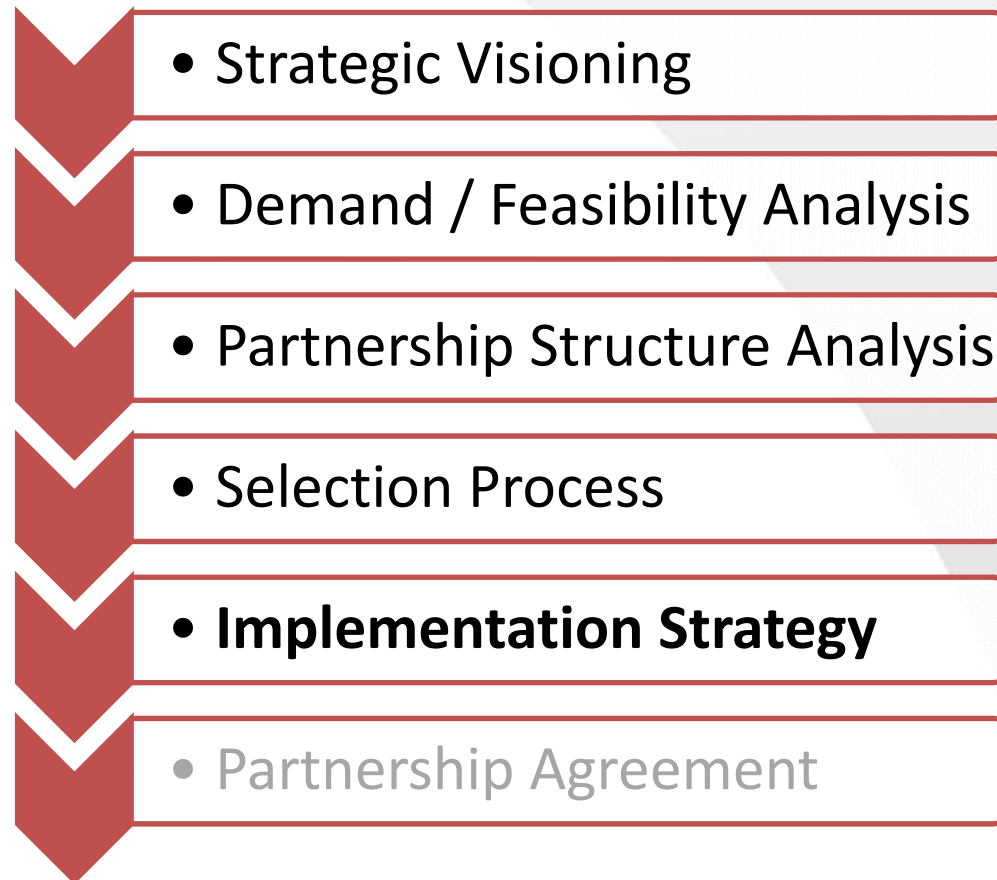 • Strategic Visioning
• Demand / Feasibility Analysis
• Partnership Structure Analysis
• Selection Process
• Implementation Strategy
• Partnership Agreement